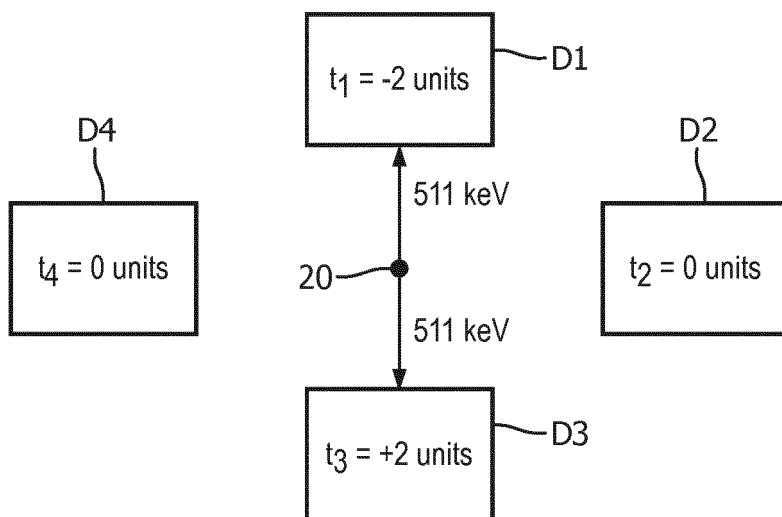 t1 = -2 units
D1
D4
D2
511 keV
t4 = 0 units
20
t2 = 0 units
511 keV
t3 = +2 units
D3